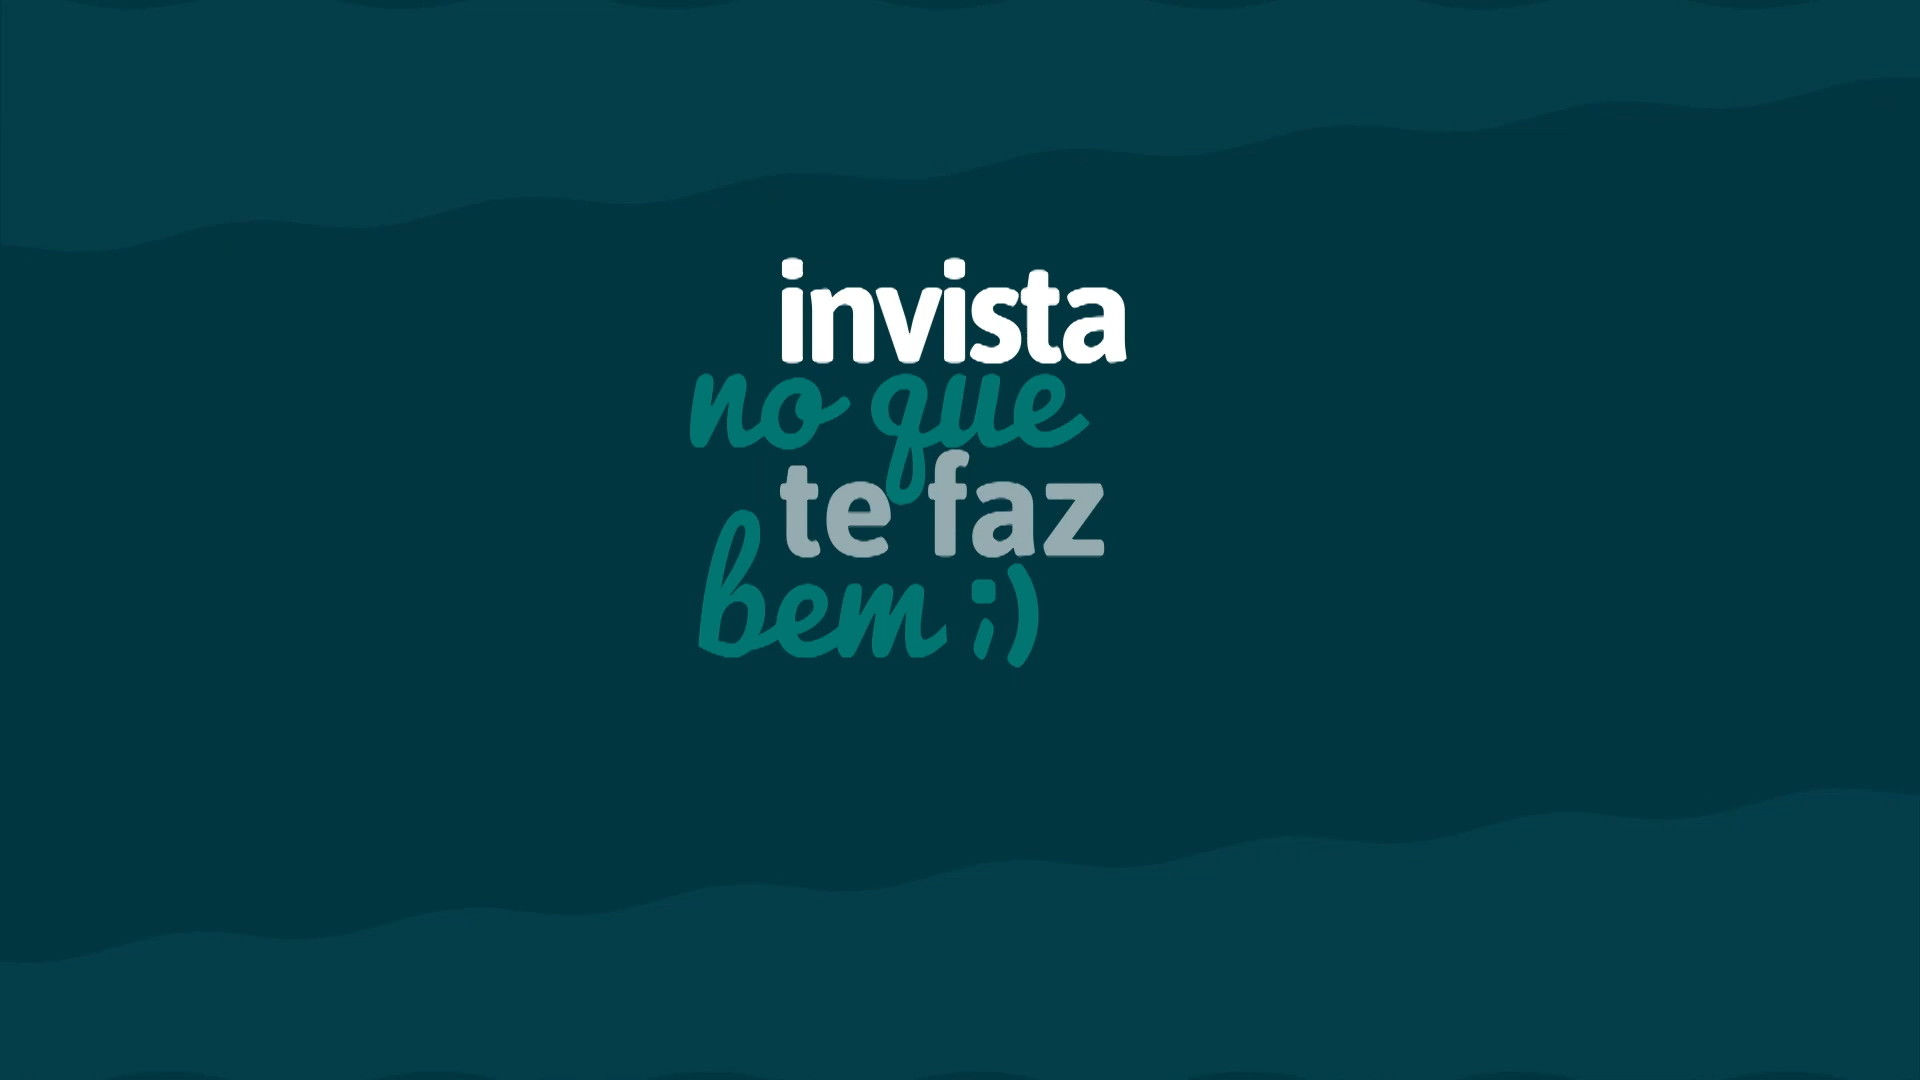 invista
no que
te faz
bem ;)